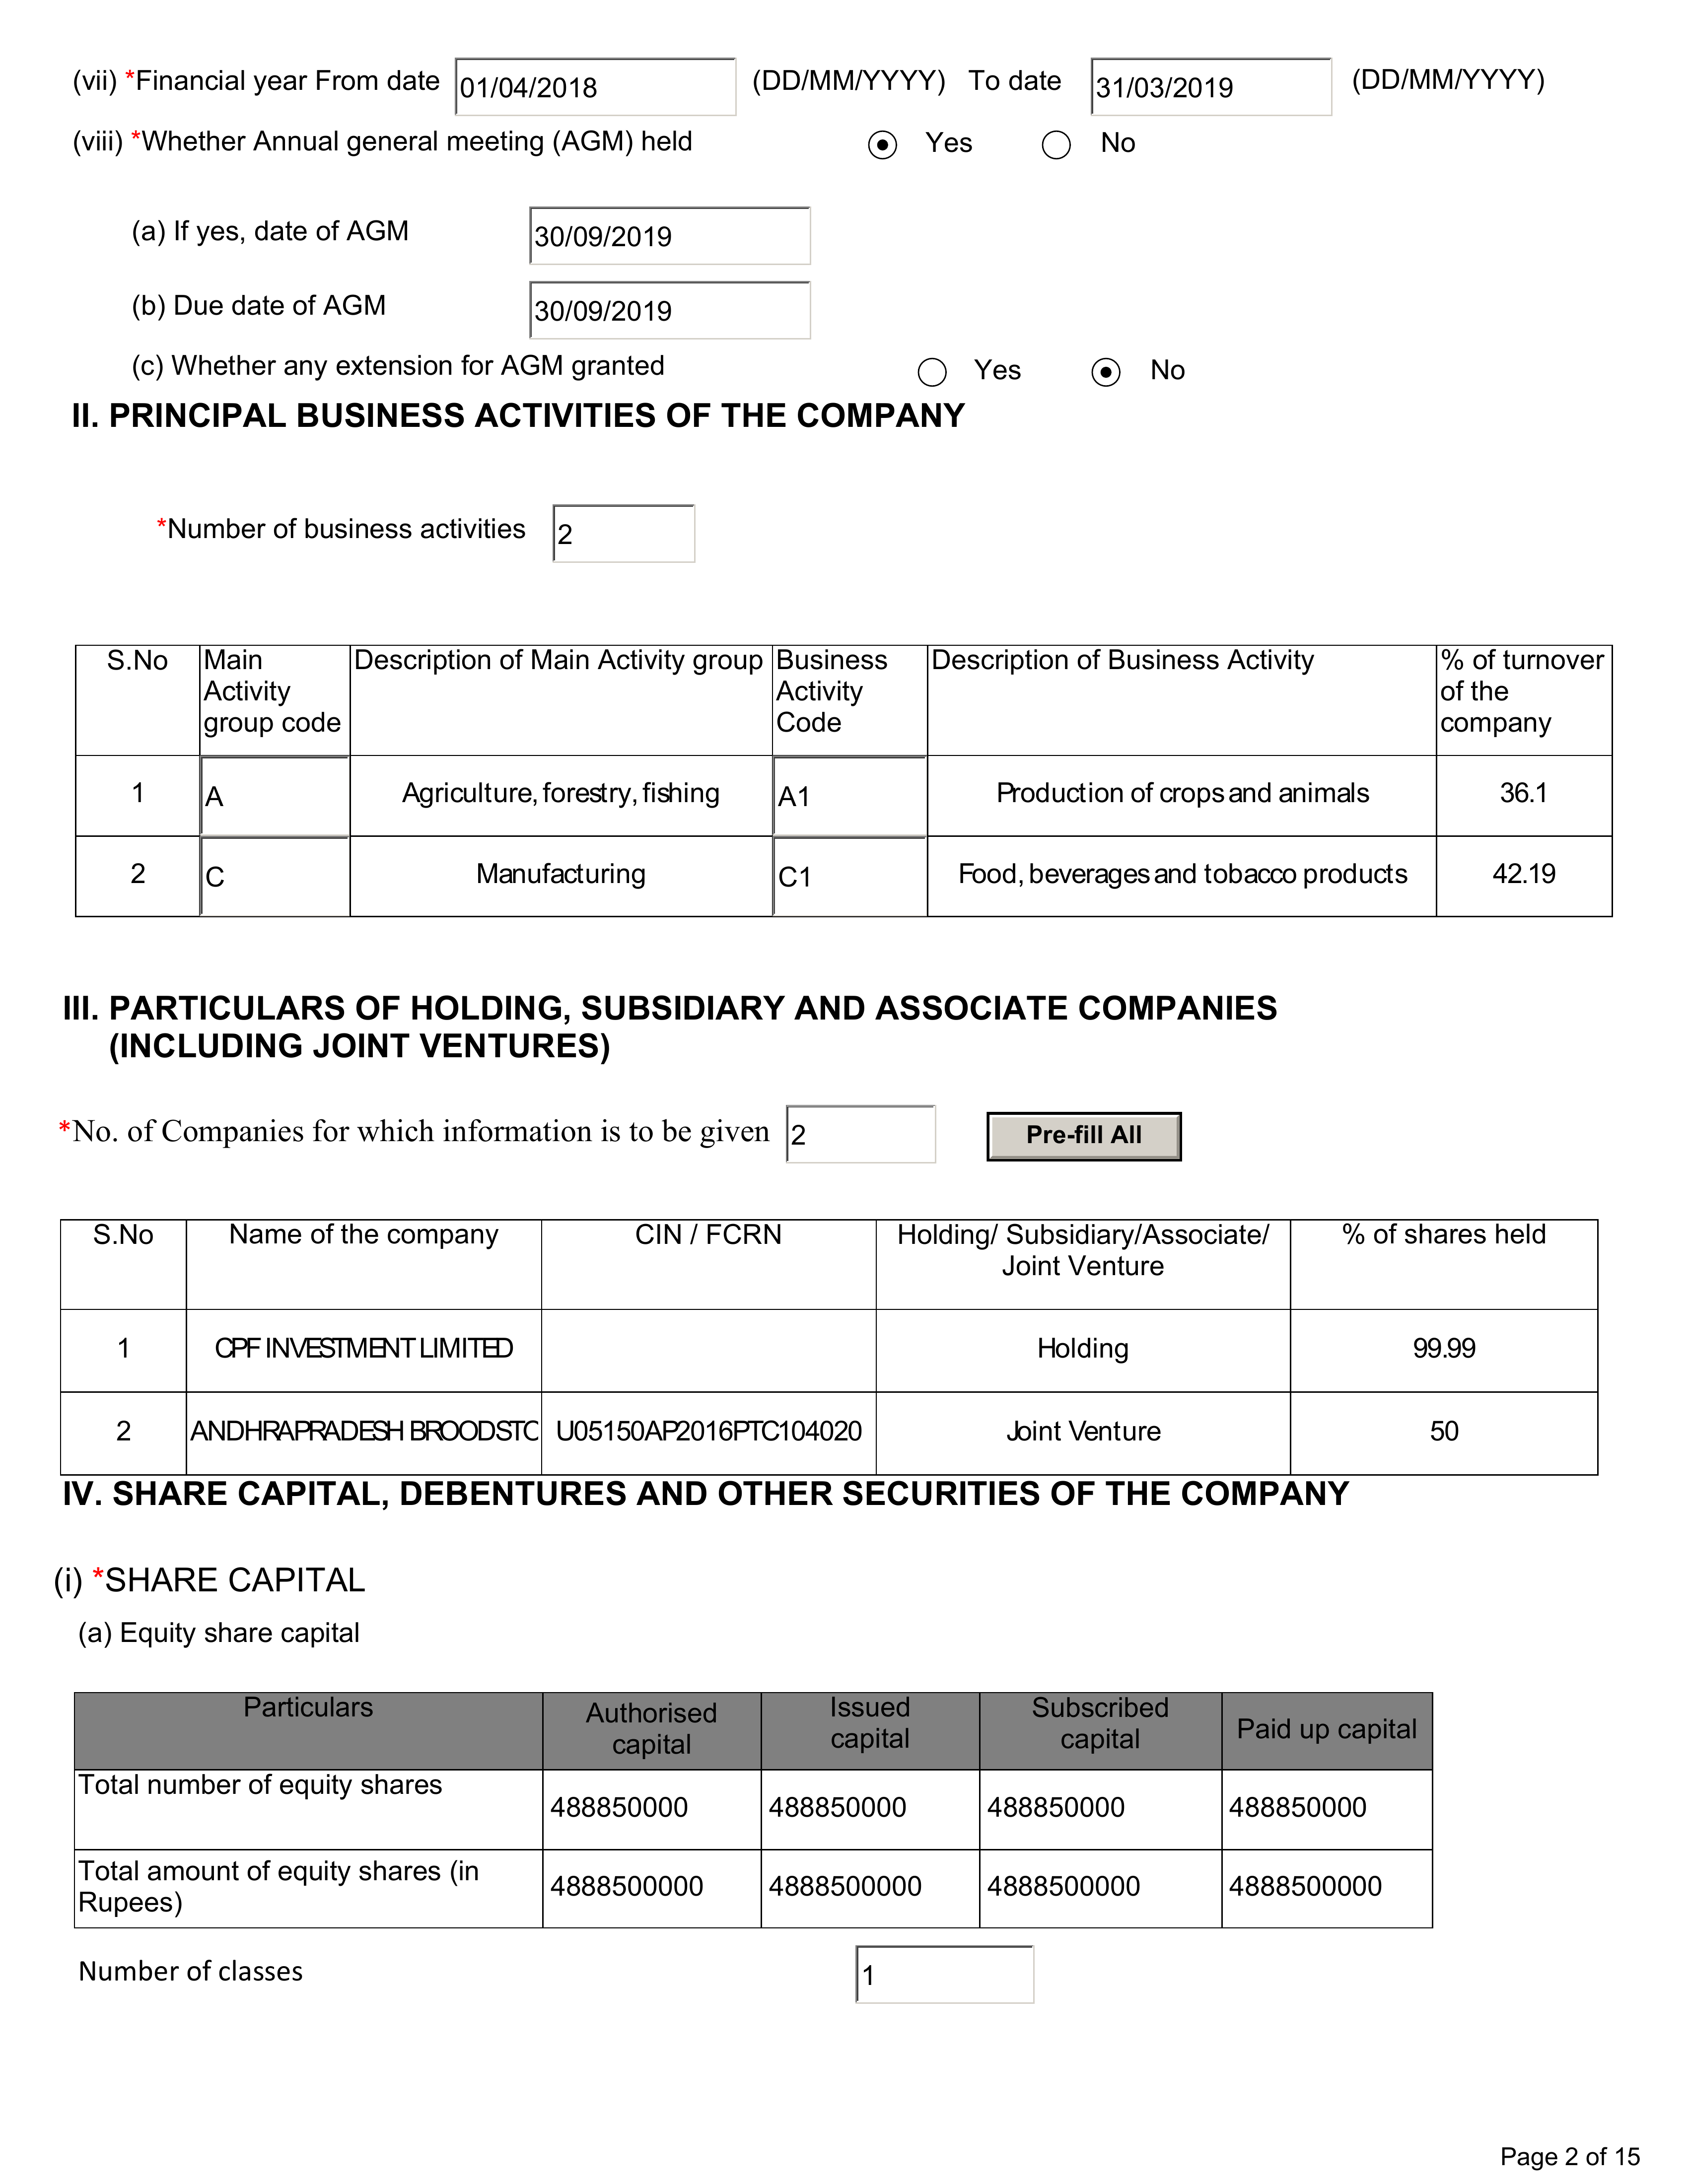 (vii) *Financial year From date 01/04/2018 (DD/MM/YYYY) To date 31/03/2019 (DD/MM/YYYY)
(viii) *Whether Annual general meeting (AGM) held Yes No
(a) If yes, date of AGM 30/09/2019
(b) Due date of AGM 30/09/2019
(c) Whether any extension for AGM granted Yes No
II. PRINCIPAL BUSINESS ACTIVITIES OF THE COMPANY
*Number of business activities 2
S.No Main Activity group code Description of Main Activity group Business Activity Code Description of Business Activity % of turnover of the company
1 A Agriculture, forestry, fishing A1 Production of crops and animals 36.1
2 C Manufacturing C1 Food, beverages and tobacco products 42.19
III. PARTICULARS OF HOLDING, SUBSIDIARY AND ASSOCIATE COMPANIES
(INCLUDING JOINT VENTURES)
*No. of Companies for which information is to be given 2 Pre-fill All
S.No Name of the company CIN / FCRN Holding/ Subsidiary/Associate/ Joint Venture % of shares held
1 CPF INVESTMENT LIMITED Holding 99.99
2 ANDHRAPRADESH BROODSTO U05150AP2016PTC104020 Joint Venture 50
IV. SHARE CAPITAL, DEBENTURES AND OTHER SECURITIES OF THE COMPANY
(i) *SHARE CAPITAL
(a) Equity share capital
Particulars Authorised capital Issued capital Subscribed capital Paid up capital
Total number of equity shares 488850000 488850000 488850000 488850000
Total amount of equity shares (in Rupees) 4888500000 4888500000 4888500000 4888500000
Number of classes 1
Page 2 of 15